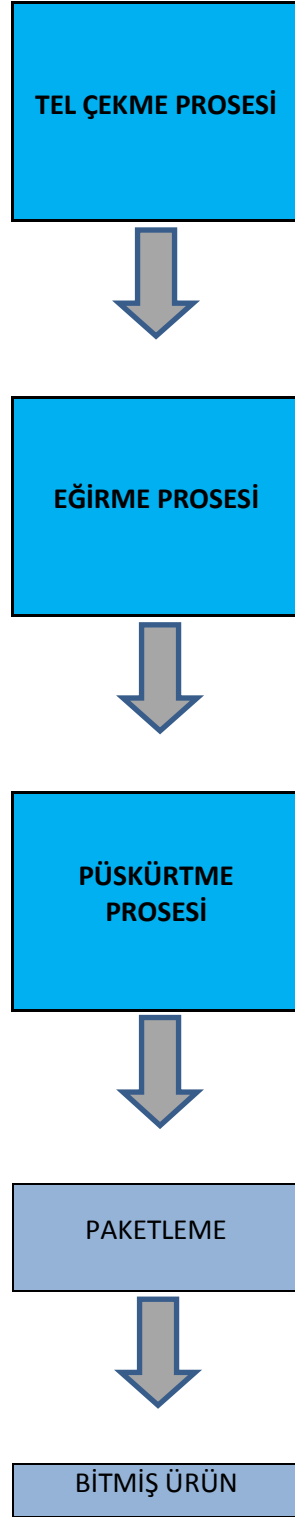 TEL ÇEKME PROSESİ
EĞİRME PROSESİ
PÜSKÜRTME
PROSESİ
PAKETLEME
BİTMİŞ ÜRÜN